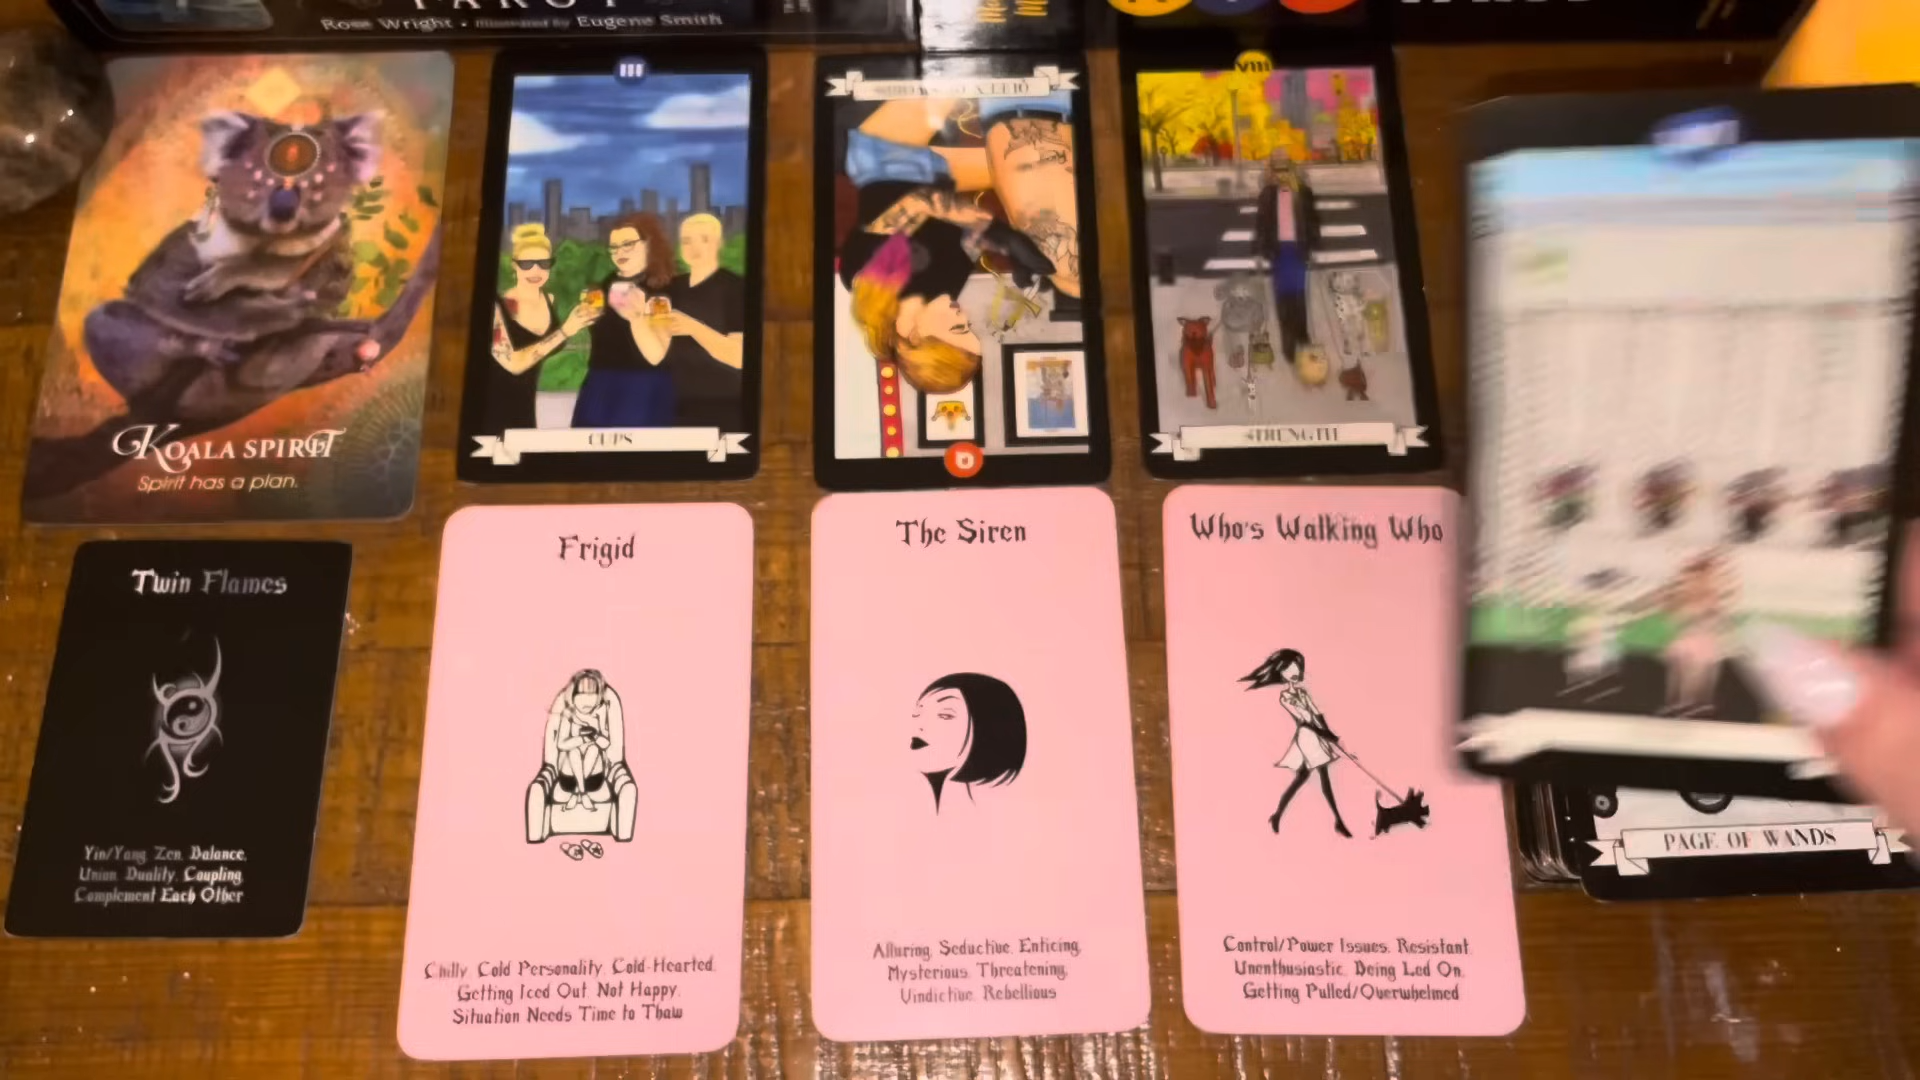 TAROT
Rose Wright • Illustrated by Eugene Smith
KOALA SPIRIT
Spirit has a plan.
III
CUPS
VIII
STRENGTH
PAGE OF WANDS
Twin Flames
Yin/Yang, Zen, Balance,
Union, Duality, Coupling,
Complement Each Other
Frigid
Chilly, Cold Personality, Cold-Hearted,
Getting Iced Out, Not Happy,
Situation Needs Time to Thaw
The Siren
Alluring, Seductive, Enticing,
Mysterious, Threatening,
Vindictive, Rebellious
Who's Walking Who
Control/Power Issues, Resistant,
Unenthusiastic, Being Led On,
Getting Pulled/Overwhelmed